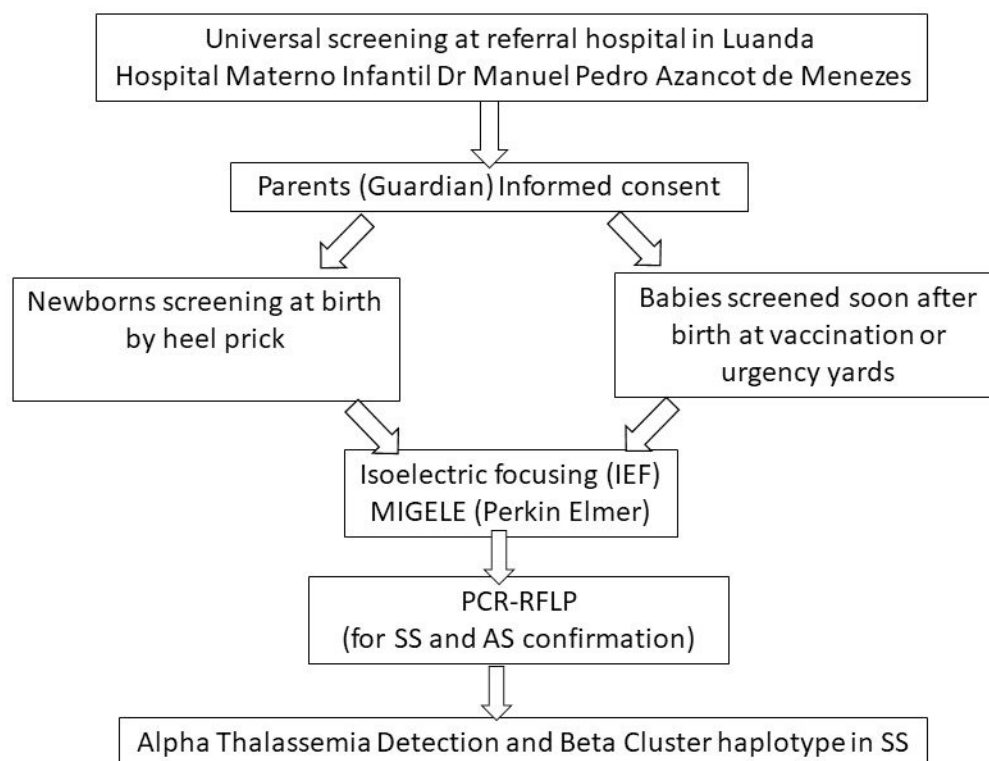 Universal screening at referral hospital in Luanda
Hospital Materno Infantil Dr Manuel Pedro Azancot de Menezes
Parents (Guardian) Informed consent
Newborns screening at birth
by heel prick
Babies screened soon after
birth at vaccination or
urgency yards
Isoelectric focusing (IEF)
MIGELE (Perkin Elmer)
PCR-RFLP
(for SS and AS confirmation)
Alpha Thalassemia Detection and Beta Cluster haplotype in SS